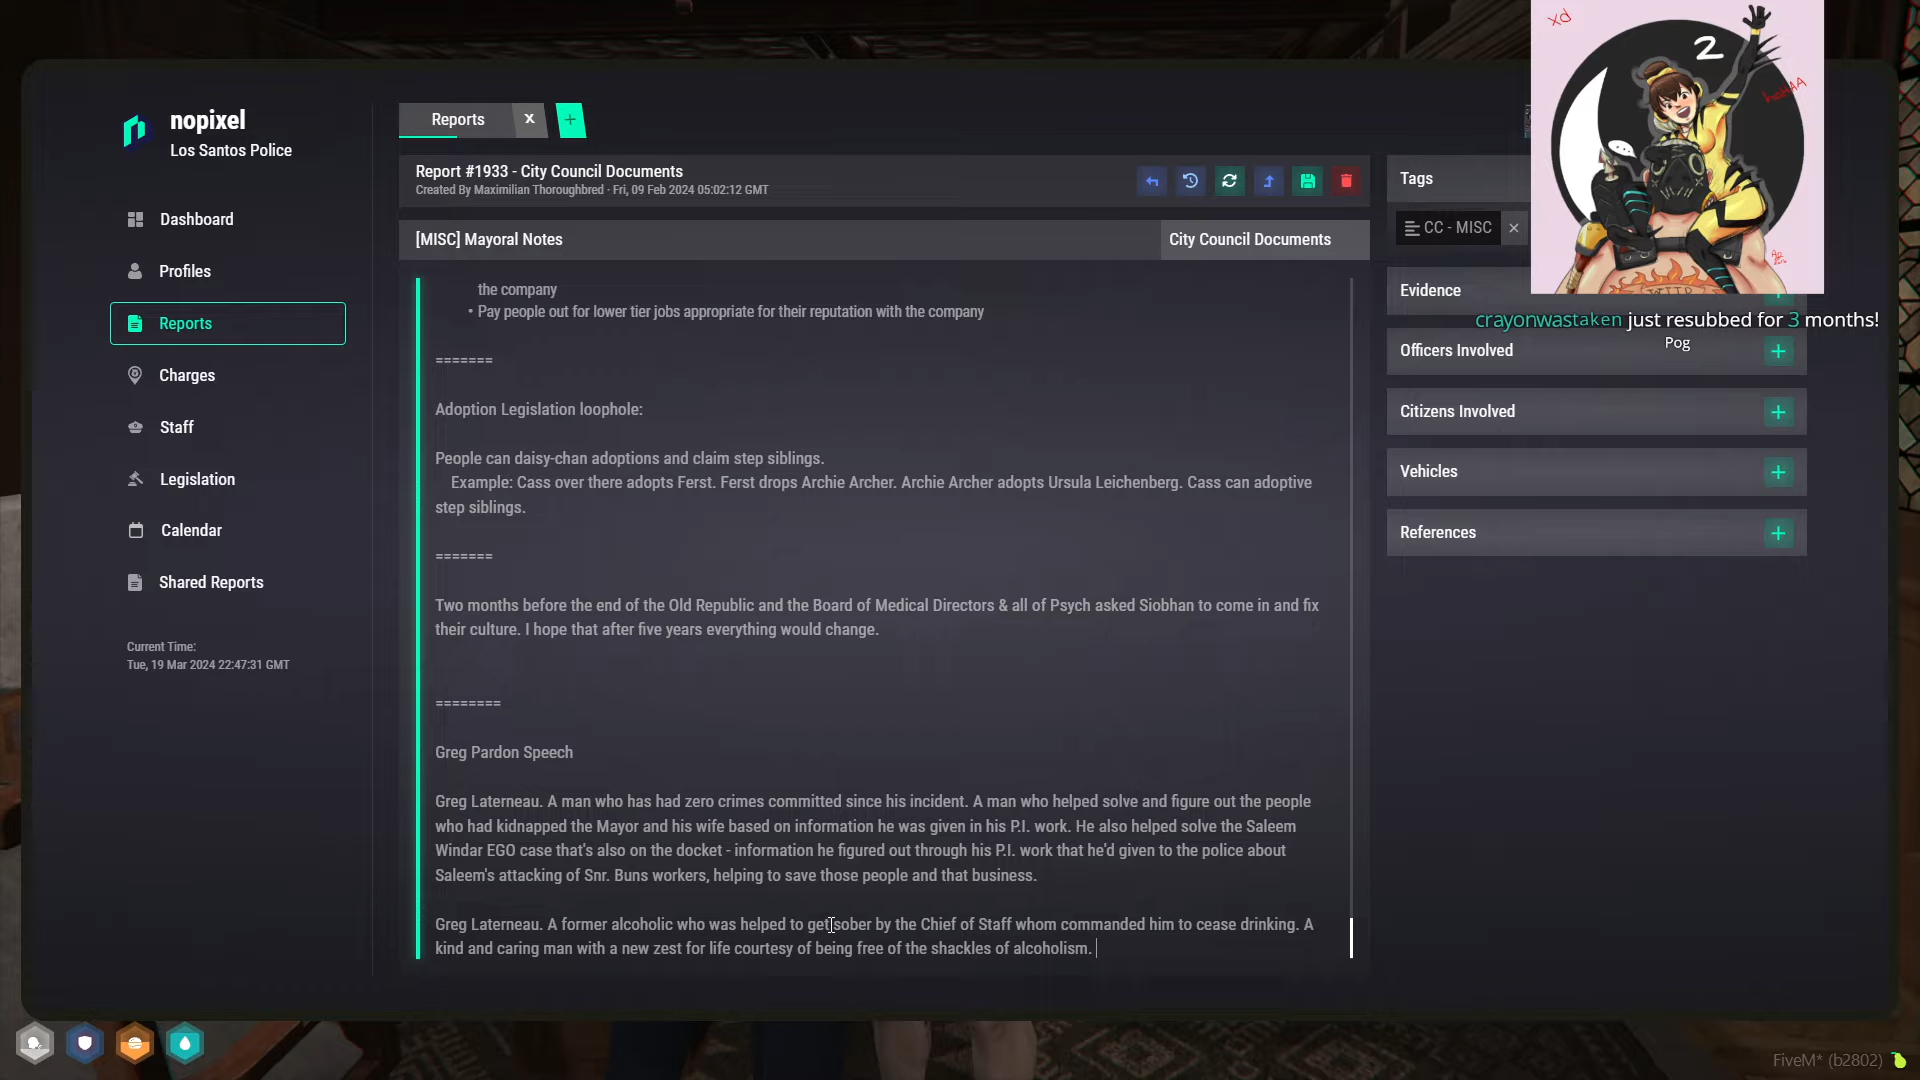 xd
2
hahAA
nopixel
Los Santos Police
Reports
x
+
Report #1933 - City Council Documents
Created By Maximilian Thoroughbred - Fri, 09 Feb 2024 05:02:12 GMT
Tags
Dashboard
CC - MISC
×
[MISC] Mayoral Notes
City Council Documents
Profiles
Evidence
the company
• Pay people out for lower tier jobs appropriate for their reputation with the company
crayonwastaken just resubbed for 3 months!
Pog
Reports
Officers Involved
+
=======
Charges
Adoption Legislation loophole:
Citizens Involved
+
Staff
People can daisy-chan adoptions and claim step siblings.
Example: Cass over there adopts Ferst. Ferst drops Archie Archer. Archie Archer adopts Ursula Leichenberg. Cass can adoptive
step siblings.
Vehicles
+
Legislation
=======
References
+
Calendar
Shared Reports
Two months before the end of the Old Republic and the Board of Medical Directors & all of Psych asked Siobhan to come in and fix
their culture. I hope that after five years everything would change.
Current Time:
Tue, 19 Mar 2024 22:47:31 GMT
========
Greg Pardon Speech
Greg Laterneau. A man who has had zero crimes committed since his incident. A man who helped solve and figure out the people
who had kidnapped the Mayor and his wife based on information he was given in his P.I. work. He also helped solve the Saleem
Windar EGO case that's also on the docket - information he figured out through his P.I. work that he'd given to the police about
Saleem's attacking of Snr. Buns workers, helping to save those people and that business.
Greg Laterneau. A former alcoholic who was helped to get sober by the Chief of Staff whom commanded him to cease drinking. A
kind and caring man with a new zest for life courtesy of being free of the shackles of alcoholism.
FiveM* (b2802)